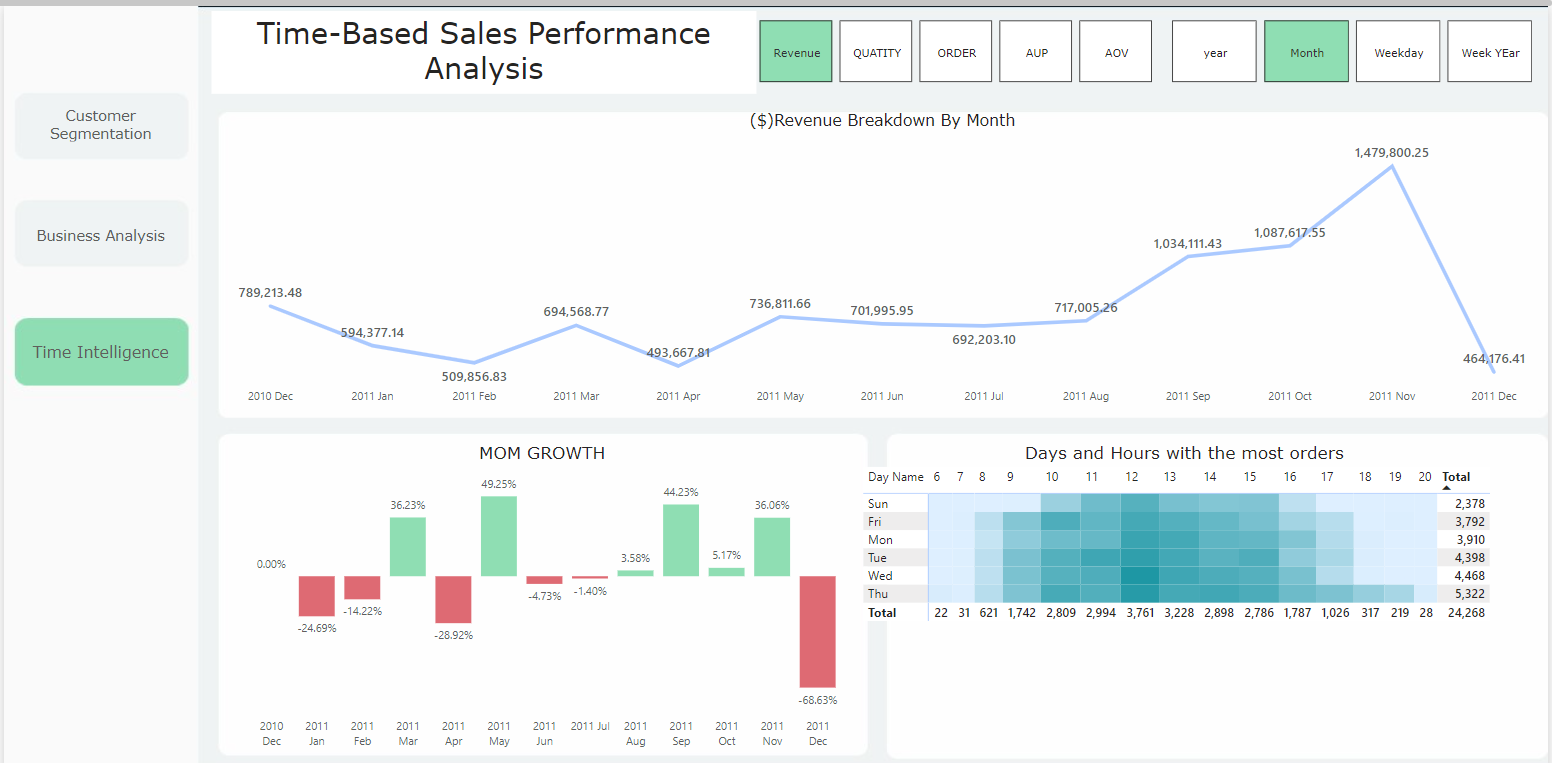 Time-Based Sales Performance
Analysis
Revenue
QUATITY
ORDER
AUP
AOV
year
Month
Weekday
Week YEar
Customer
Segmentation
Business Analysis
Time Intelligence
($)Revenue Breakdown By Month
789,213.48
594,377.14
509,856.83
694,568.77
493,667.81
736,811.66
701,995.95
692,203.10
717,005.26
1,034,111.43
1,087,617.55
1,479,800.25
464,176.41
2010 Dec
2011 Jan
2011 Feb
2011 Mar
2011 Apr
2011 May
2011 Jun
2011 Jul
2011 Aug
2011 Sep
2011 Oct
2011 Nov
2011 Dec
MOM GROWTH
0.00%
-24.69%
-14.22%
36.23%
-28.92%
49.25%
-4.73%
-1.40%
3.58%
44.23%
5.17%
36.06%
-68.63%
2010
Dec
2011
Jan
2011
Feb
2011
Mar
2011
Apr
2011
May
2011
Jun
2011 Jul
2011
Aug
2011
Sep
2011
Oct
2011
Nov
2011
Dec
Days and Hours with the most orders
Day Name 6 7 8 9 10 11 12 13 14 15 16 17 18 19 20 Total
Sun 2,378
Fri 3,792
Mon 3,910
Tue 4,398
Wed 4,468
Thu 5,322
Total 22 31 621 1,742 2,809 2,994 3,761 3,228 2,898 2,786 1,787 1,026 317 219 28 24,268